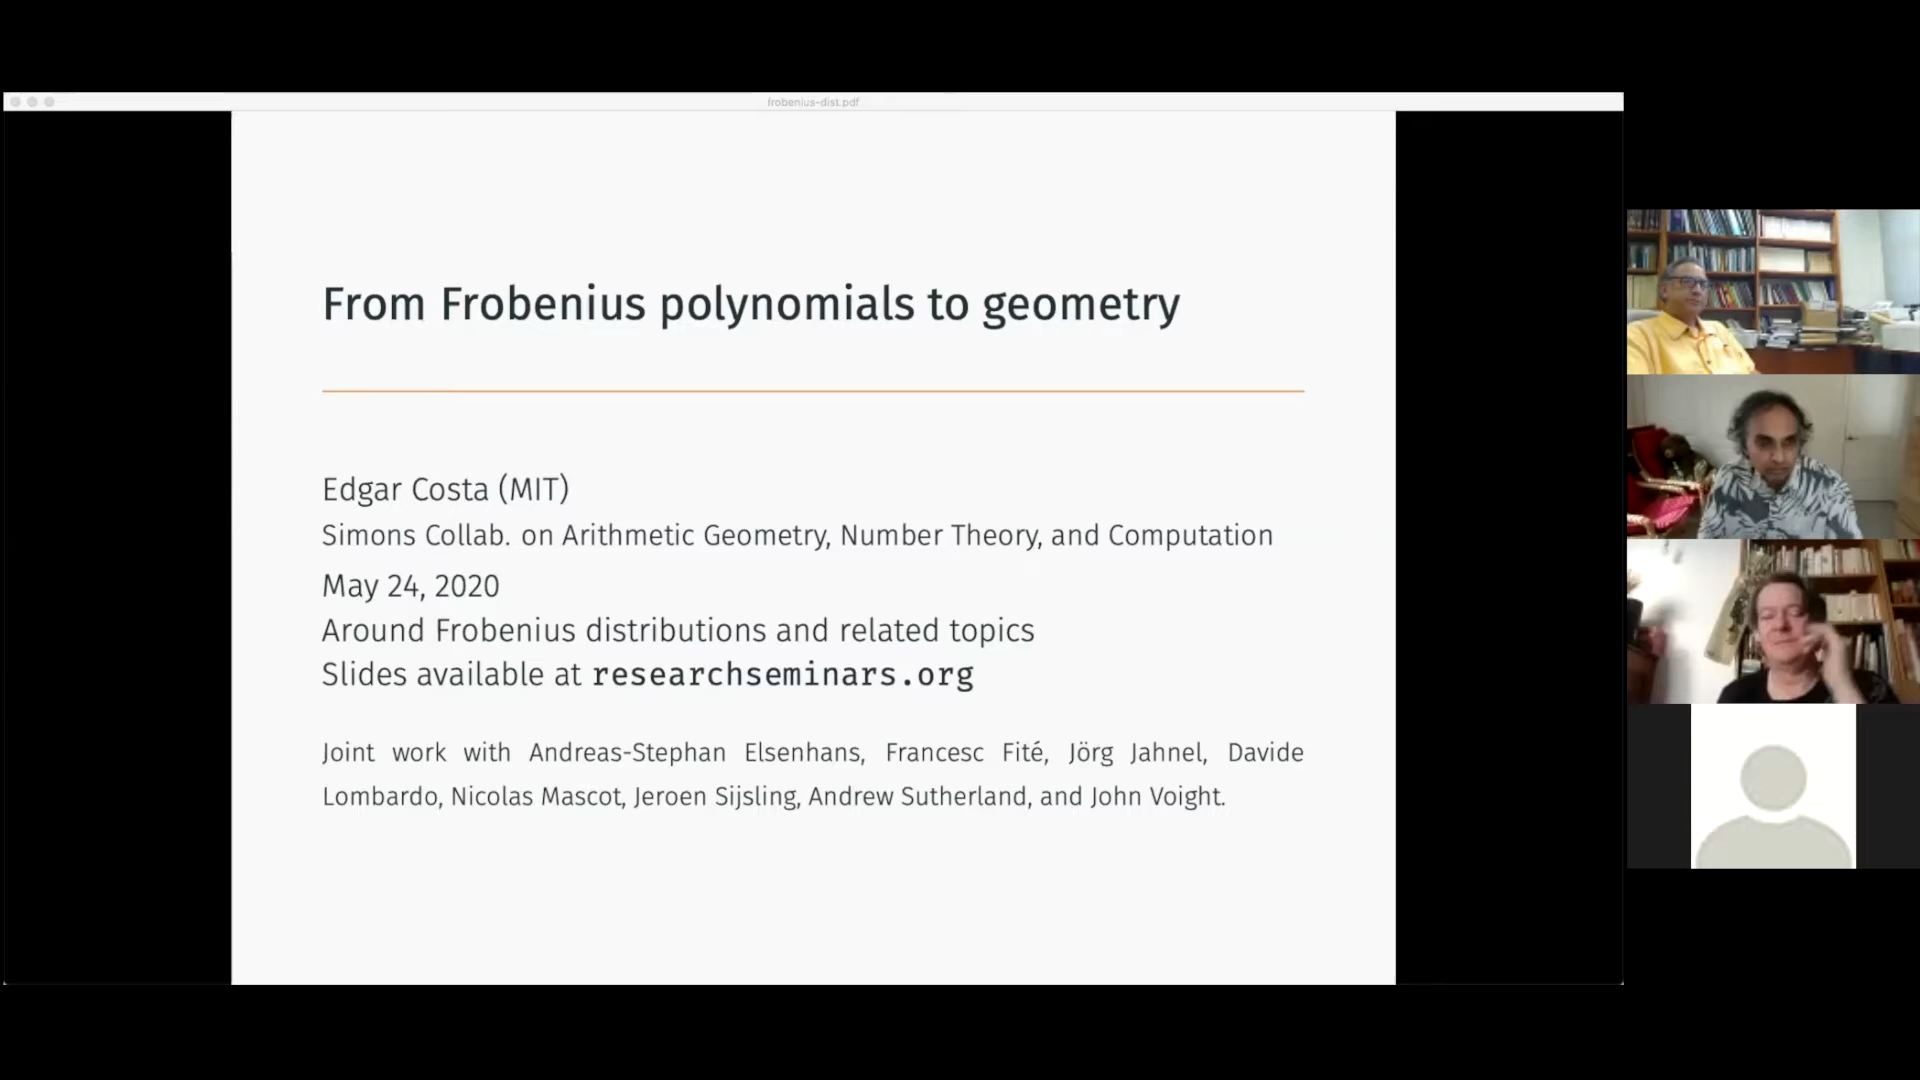 frobenius-dist.pdf
From Frobenius polynomials to geometry
Edgar Costa (MIT)
Simons Collab. on Arithmetic Geometry, Number Theory, and Computation
May 24, 2020
Around Frobenius distributions and related topics
Slides available at researchseminars.org
Joint work with Andreas-Stephan Elsenhans, Francesc Fité, Jörg Jahnel, Davide
Lombardo, Nicolas Mascot, Jeroen Sijsling, Andrew Sutherland, and John Voight.